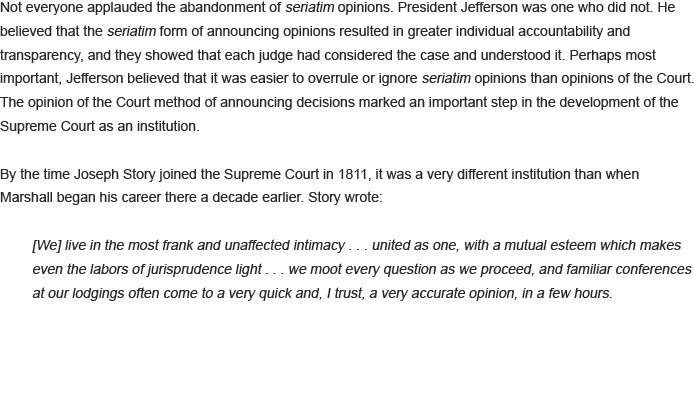 Not everyone applauded the abandonment of seriatim opinions. President Jefferson was one who did not. He
believed that the seriatim form of announcing opinions resulted in greater individual accountability and
transparency, and they showed that each judge had considered the case and understood it. Perhaps most
important, Jefferson believed that it was easier to overrule or ignore seriatim opinions than opinions of the Court.
The opinion of the Court method of announcing decisions marked an important step in the development of the
Supreme Court as an institution.
By the time Joseph Story joined the Supreme Court in 1811, it was a very different institution than when
Marshall began his career there a decade earlier. Story wrote:
[We] live in the most frank and unaffected intimacy . . . united as one, with a mutual esteem which makes
even the labors of jurisprudence light . . . we moot every question as we proceed, and familiar conferences
at our lodgings often come to a very quick and, I trust, a very accurate opinion, in a few hours.